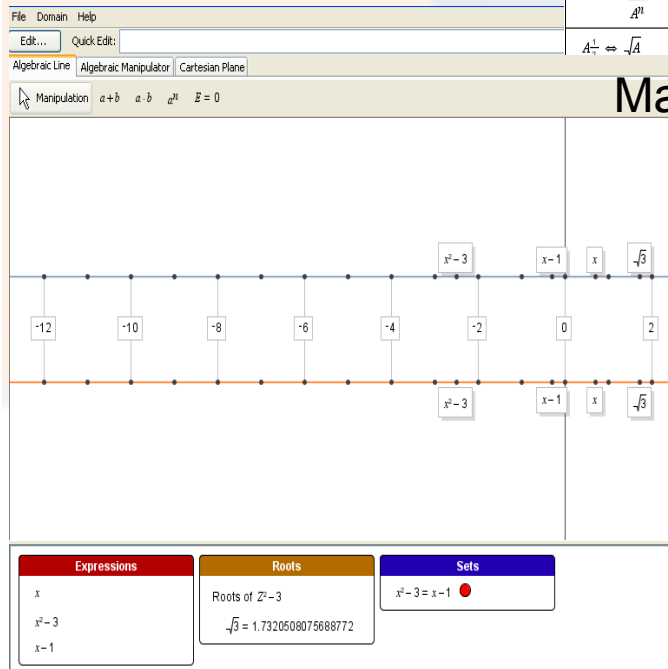 File Domain Help
Aⁿ
Edit... Quick Edit:
A^½ ⇔ √A
Algebraic Line Algebraic Manipulator Cartesian Plane
Manipulation a+b a·b aⁿ E = 0
Ma
x²–3 x–1 x √3
-12 -10 -8 -6 -4 -2 0 2
x²–3 x–1 x √3
Expressions
x
x²–3
x–1
Roots
Roots of Z²–3
√3 = 1.7320508075688772
Sets
x²–3 = x–1